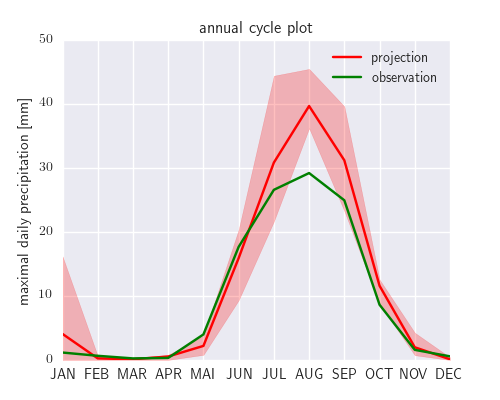 annual cycle plot
maximal daily precipitation [mm]
50
40
30
20
10
0
projection
observation
JAN FEB MAR APR MAI JUN JUL AUG SEP OCT NOV DEC